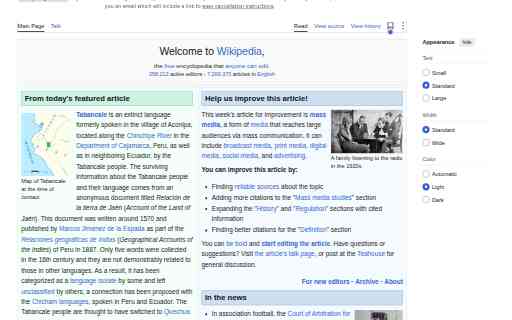 Main Page Talk Read View source View history
Appearance hide
Text
Small
Standard
Large
Width
Standard
Wide
Color
Automatic
Light
Dark
Welcome to Wikipedia,
the free encyclopedia that anyone can edit.
articles in English
From today's featured article
Tabancale is an extinct language
formerly spoken in the village of Aconipa,
located along the Chinchipe River in the
Department of Cajamarca, Peru, as well
as in neighboring Ecuador, by the
Tabancale people. The surviving
information about the Tabancale people
and their language comes from an
anonymous document titled Relación de
la tierra de Jaén (Account of the Land of
Map of Tabancale
at the time of
contact
Jaén). This document was written around 1570 and
published by Marcos Jiménez de la Espada as part of the
Relaciones geográficas de Indias (Geographical Accounts of
the Indies) of Peru in 1887. Only five words were collected
in the 16th century and they are not demonstrably related to
those in other languages. As a result, it has been
categorized as a language isolate by some and left
unclassified by others; a connection has been proposed with
the Chicham languages, spoken in Peru and Ecuador. The
Tabancale people are thought to have switched to Quechua
Help us improve this article!
This week's article for improvement is mass
media, a form of media that reaches large
audiences via mass communication. It can
include broadcast media, print media, digital
media, social media, and advertising.
A family listening to the radio
in the 1930s.
You can improve this article by:
Finding reliable sources about the topic
Adding more citations to the "Mass media studies" section
Expanding the "History" and "Regulation" sections with cited
information
Finding better citations for the "Definition" section
You can be bold and start editing the article. Have questions or
suggestions? Visit the article's talk page, or post at the Teahouse for
general discussion.
For new editors · Archive · About
In the news
In association football, the Court of Arbitration for